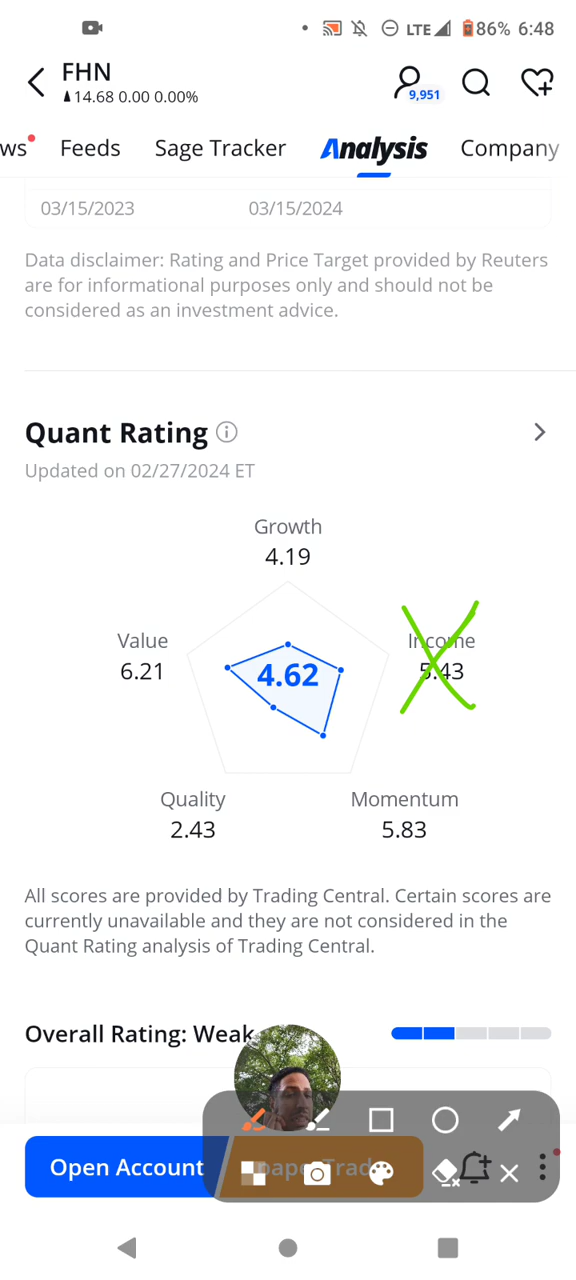 LTE 86% 6:48
FHN
14.68 0.00 0.00%
9,951
ws Feeds Sage Tracker Analysis Company
03/15/2023 03/15/2024
Data disclaimer: Rating and Price Target provided by Reuters
are for informational purposes only and should not be
considered as an investment advice.
Quant Rating
Updated on 02/27/2024 ET
Growth
4.19
Value
6.21
Income
5.43
4.62
Quality
2.43
Momentum
5.83
All scores are provided by Trading Central. Certain scores are
currently unavailable and they are not considered in the
Quant Rating analysis of Trading Central.
Overall Rating: Weak
Open Account